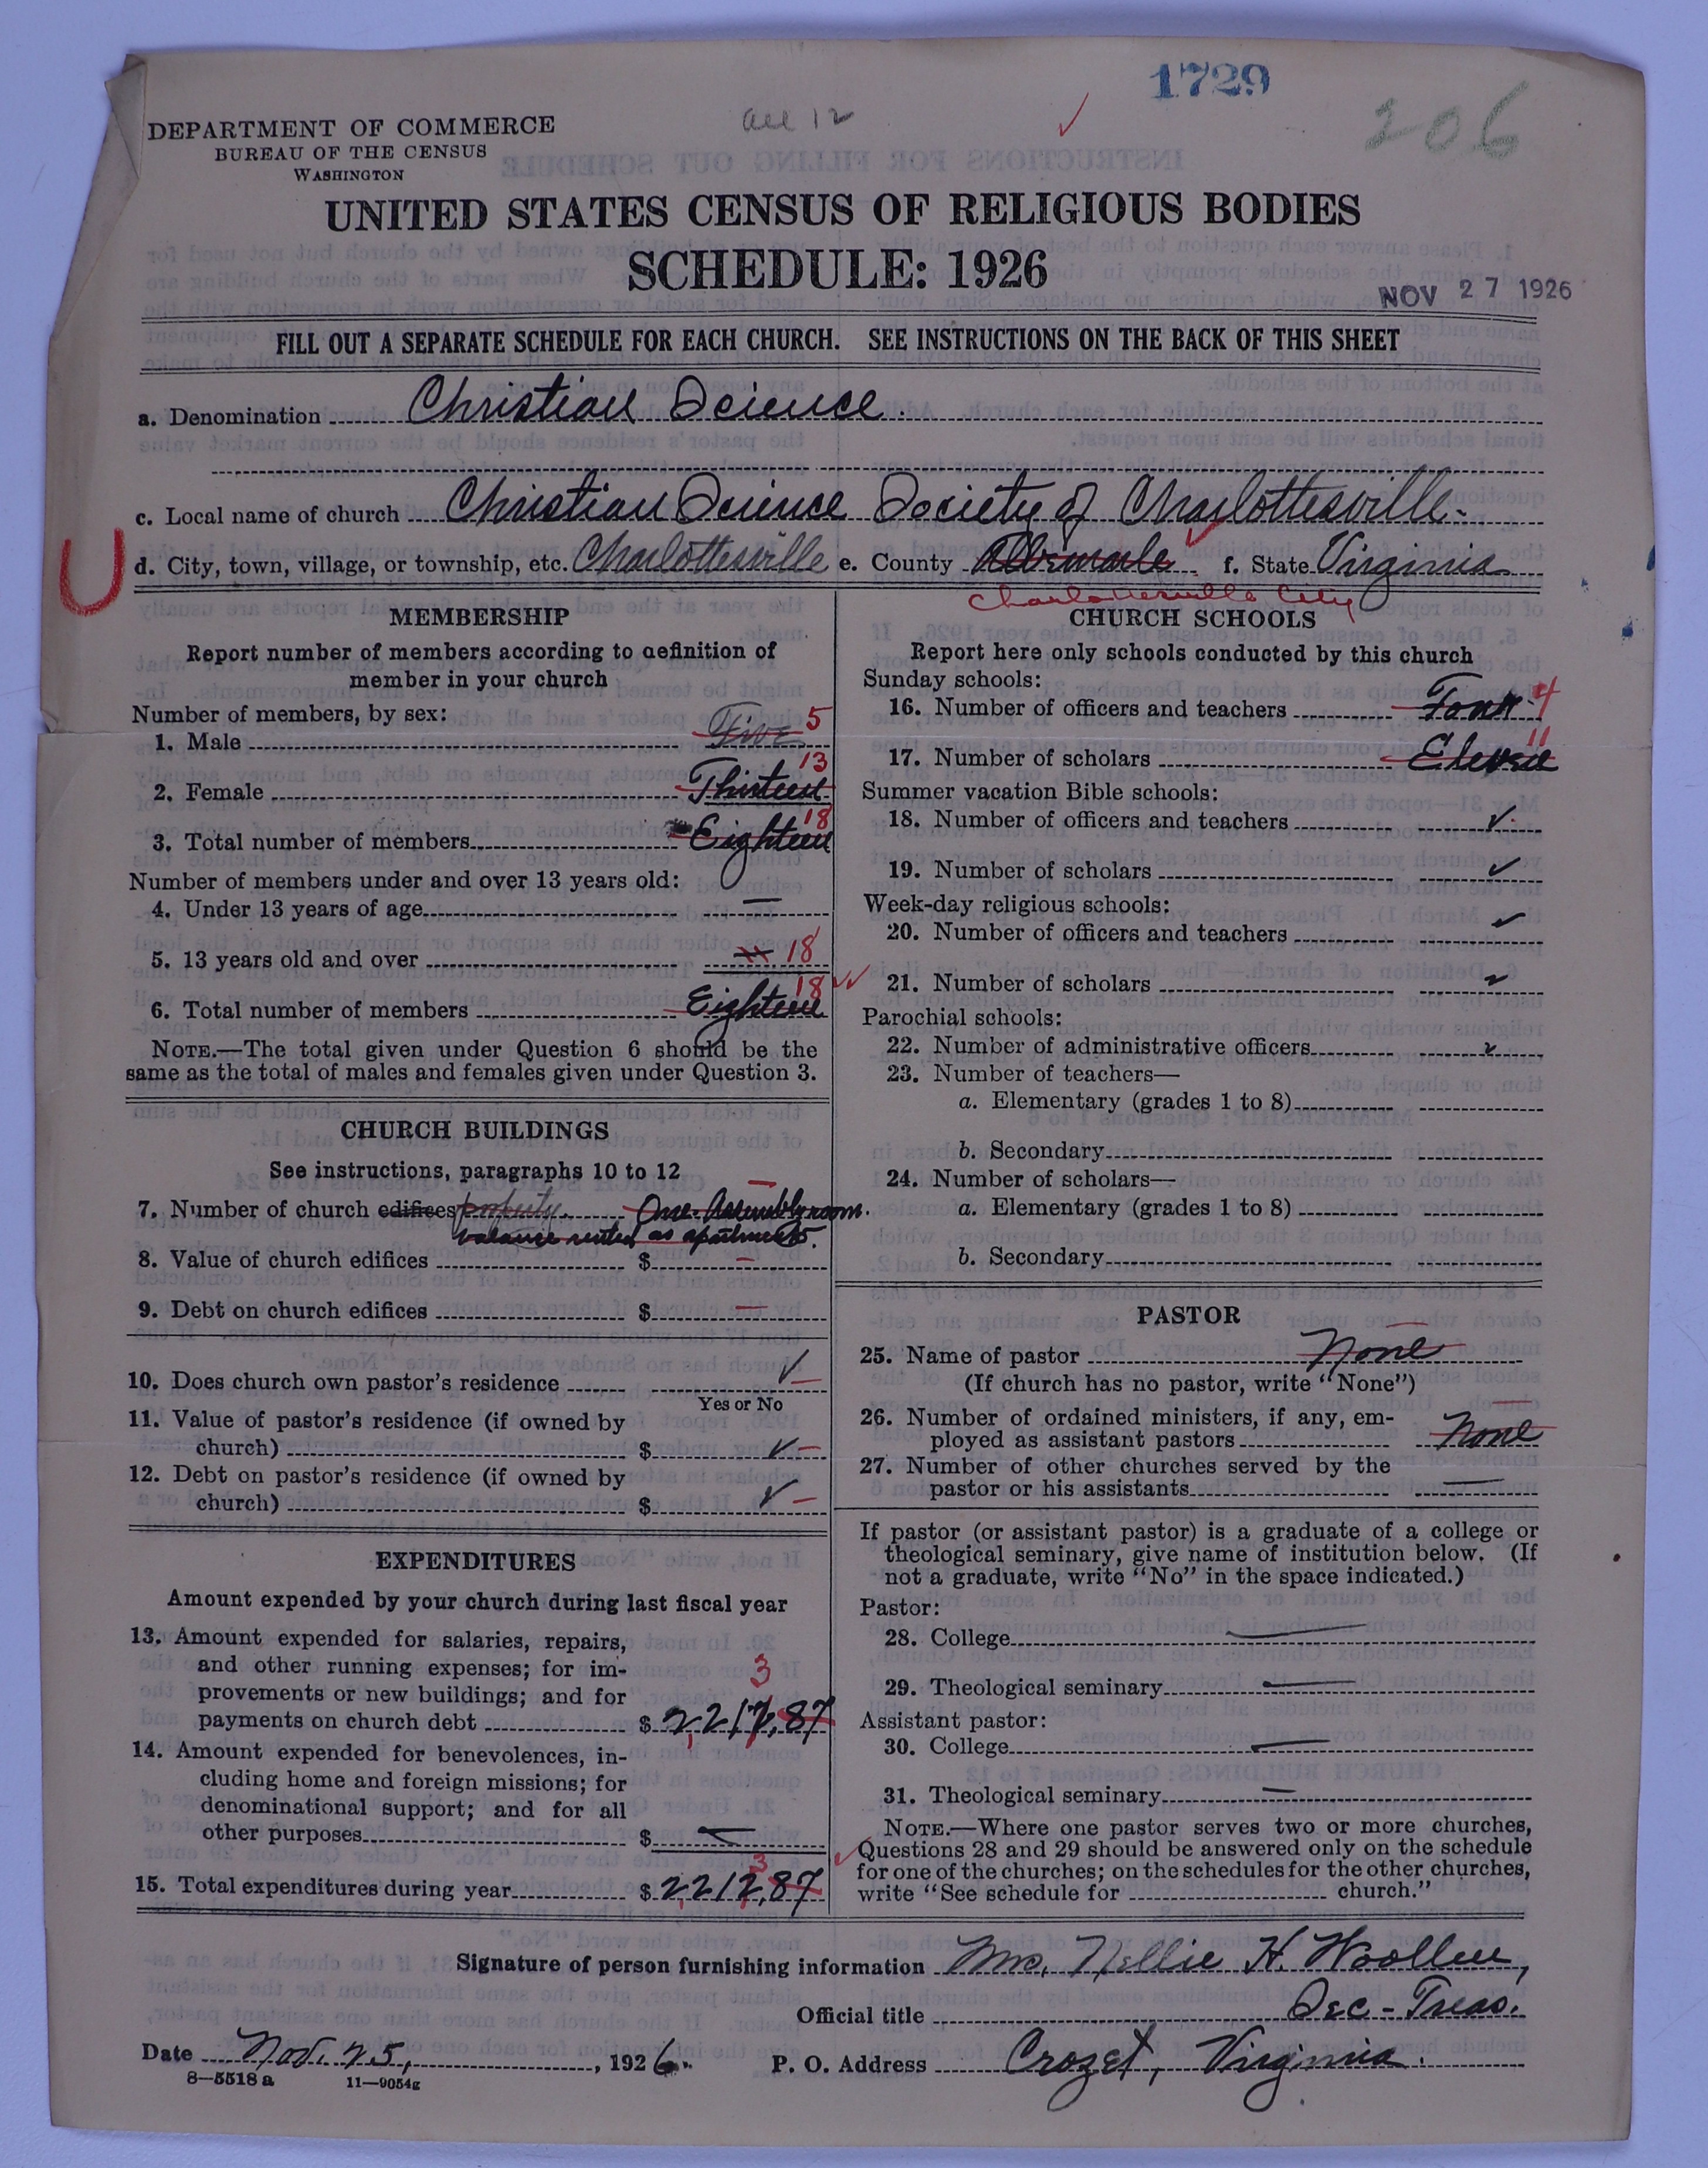 1729
all 12
206
DEPARTMENT OF COMMERCE
BUREAU OF THE CENSUS
WASHINGTON
UNITED STATES CENSUS OF RELIGIOUS BODIES
SCHEDULE: 1926
NOV 27 1926
FILL OUT A SEPARATE SCHEDULE FOR EACH CHURCH. SEE INSTRUCTIONS ON THE BACK OF THIS SHEET
a. Denomination Christian Science.
c. Local name of church Christian Science Society of Charlottesville.
U
d. City, town, village, or township, etc. Charlottesville e. County Albemarle f. State Virginia
Charlottesville City
MEMBERSHIP
Report number of members according to definition of
member in your church
Number of members, by sex:
1. Male Five 5
2. Female Thirteen 13
3. Total number of members Eighteen 18
Number of members under and over 13 years old:
4. Under 13 years of age —
5. 13 years old and over 18
6. Total number of members Eighteen 18
NOTE.—The total given under Question 6 should be the
same as the total of males and females given under Question 3.
CHURCH BUILDINGS
See instructions, paragraphs 10 to 12
7. Number of church edifices property. One Assembly room.
balance rented as apartments.
8. Value of church edifices $ —
9. Debt on church edifices $ —
10. Does church own pastor's residence ✓ —
Yes or No
11. Value of pastor's residence (if owned by
church) $ ✓ —
12. Debt on pastor's residence (if owned by
church) $ ✓ —
EXPENDITURES
Amount expended by your church during last fiscal year
13. Amount expended for salaries, repairs,
and other running expenses; for im-
provements or new buildings; and for
3
payments on church debt $ 2,212.87
14. Amount expended for benevolences, in-
cluding home and foreign missions; for
denominational support; and for all
other purposes $ —
3
15. Total expenditures during year $ 2,212.87
CHURCH SCHOOLS
Report here only schools conducted by this church
Sunday schools:
16. Number of officers and teachers Four 4
17. Number of scholars Eleven 11
Summer vacation Bible schools:
18. Number of officers and teachers ✓
19. Number of scholars ✓
Week-day religious schools:
20. Number of officers and teachers ✓
21. Number of scholars ✓
Parochial schools:
22. Number of administrative officers ✓
23. Number of teachers—
a. Elementary (grades 1 to 8)
b. Secondary
24. Number of scholars—
a. Elementary (grades 1 to 8)
b. Secondary
PASTOR
25. Name of pastor None
(If church has no pastor, write "None")
26. Number of ordained ministers, if any, em-
ployed as assistant pastors None
27. Number of other churches served by the
pastor or his assistants —
If pastor (or assistant pastor) is a graduate of a college or
theological seminary, give name of institution below. (If
not a graduate, write "No" in the space indicated.)
Pastor:
28. College —
29. Theological seminary —
Assistant pastor:
30. College —
31. Theological seminary —
NOTE.—Where one pastor serves two or more churches,
Questions 28 and 29 should be answered only on the schedule
for one of the churches; on the schedules for the other churches,
write "See schedule for church."
Signature of person furnishing information Mrs. Nellie H. Woollen,
Official title Sec-Treas.
Date Nov. 25, , 1926. P. O. Address Crozet, Virginia.
8—5518 a 11—9054g